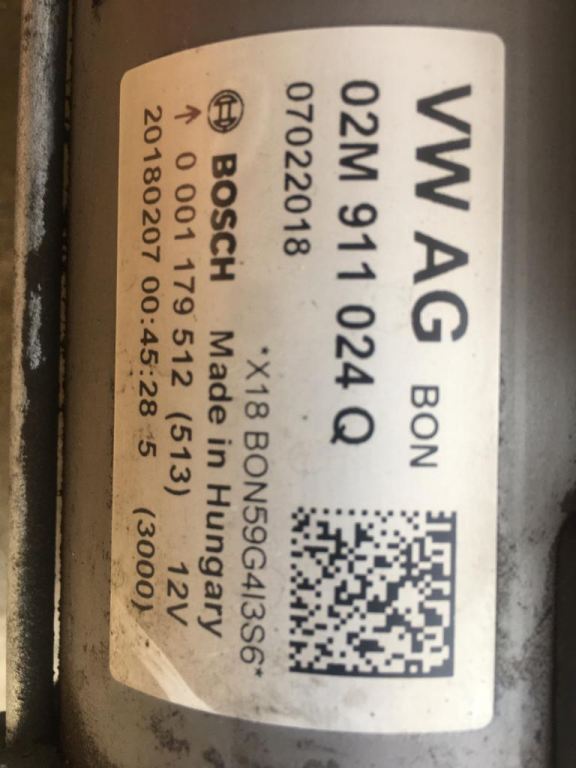 VW AG BON
02M 911 024 Q
07022018
*X18 BON59G4I3S6*
BOSCH Made in Hungary
0 001 179 512 (513) 12V
20180207 00:45:28 5 (3000)